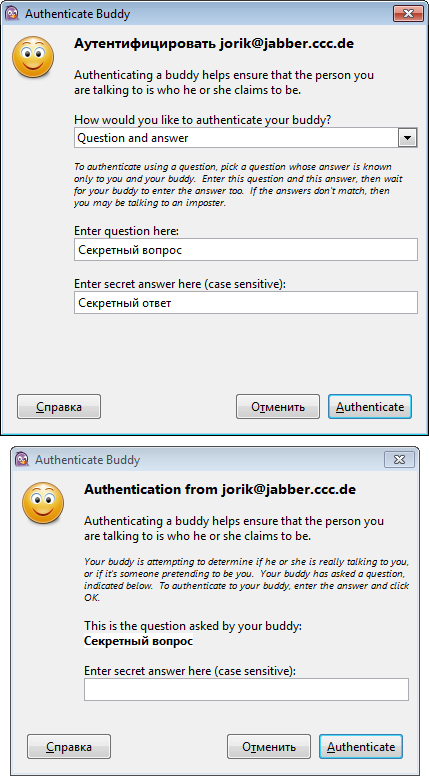 Authenticate Buddy
Аутентифицировать jorik@jabber.ccc.de
Authenticating a buddy helps ensure that the person you
are talking to is who he or she claims to be.
How would you like to authenticate your buddy?
Question and answer
To authenticate using a question, pick a question whose answer is known
only to you and your buddy.  Enter this question and this answer, then wait
for your buddy to enter the answer too.  If the answers don't match, then
you may be talking to an imposter.
Enter question here:
Секретный вопрос
Enter secret answer here (case sensitive):
Секретный ответ
Справка
Отменить
Authenticate
Authenticate Buddy
Authentication from jorik@jabber.ccc.de
Authenticating a buddy helps ensure that the person you
are talking to is who he or she claims to be.
Your buddy is attempting to determine if he or she is really talking to you,
or if it's someone pretending to be you.  Your buddy has asked a question,
indicated below.  To authenticate to your buddy, enter the answer and click
OK.
This is the question asked by your buddy:
Секретный вопрос
Enter secret answer here (case sensitive):
Справка
Отменить
Authenticate